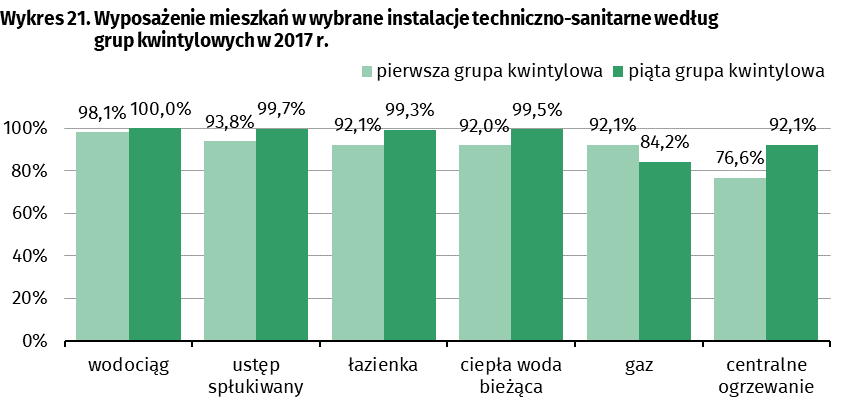 Wykres 21. Wyposażenie mieszkań w wybrane instalacje techniczno-sanitarne według
grup kwintylowych w 2017 r.
pierwsza grupa kwintylowa piąta grupa kwintylowa
98,1% 100,0% 93,8% 99,7% 92,1% 99,3% 92,0% 99,5% 92,1% 84,2% 76,6% 92,1%
100%
80%
60%
40%
20%
0%
wodociąg ustęp łazienka ciepła woda gaz centralne
spłukiwany bieżąca ogrzewanie